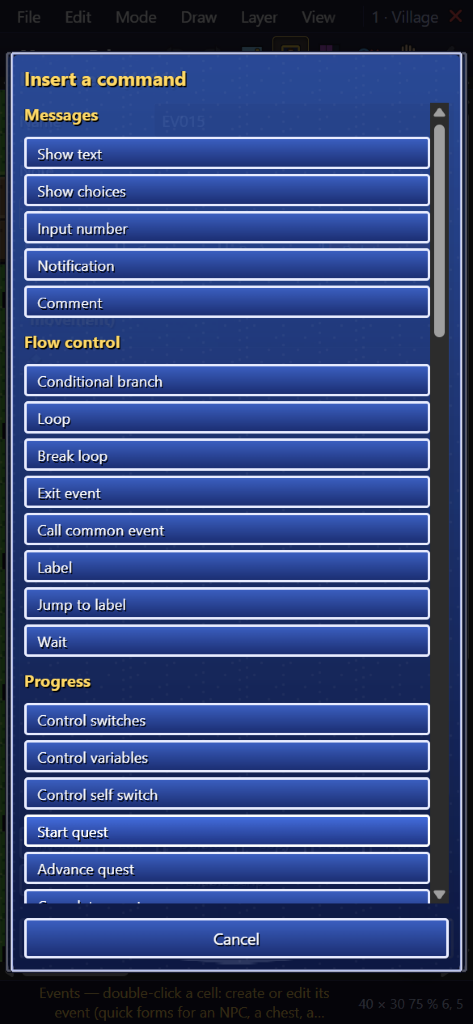 File Edit Mode Draw Layer View 1 · Village
Insert a command
Messages
EV015
Show text
Show choices
Input number
Notification
Comment
Flow control
Conditional branch
Loop
Break loop
Exit event
Call common event
Label
Jump to label
Wait
Progress
Control switches
Control variables
Control self switch
Start quest
Advance quest
Cancel
Events — double-click a cell: create or edit its
event (quick forms for an NPC, a chest, a...
40 × 30 75 % 6, 5